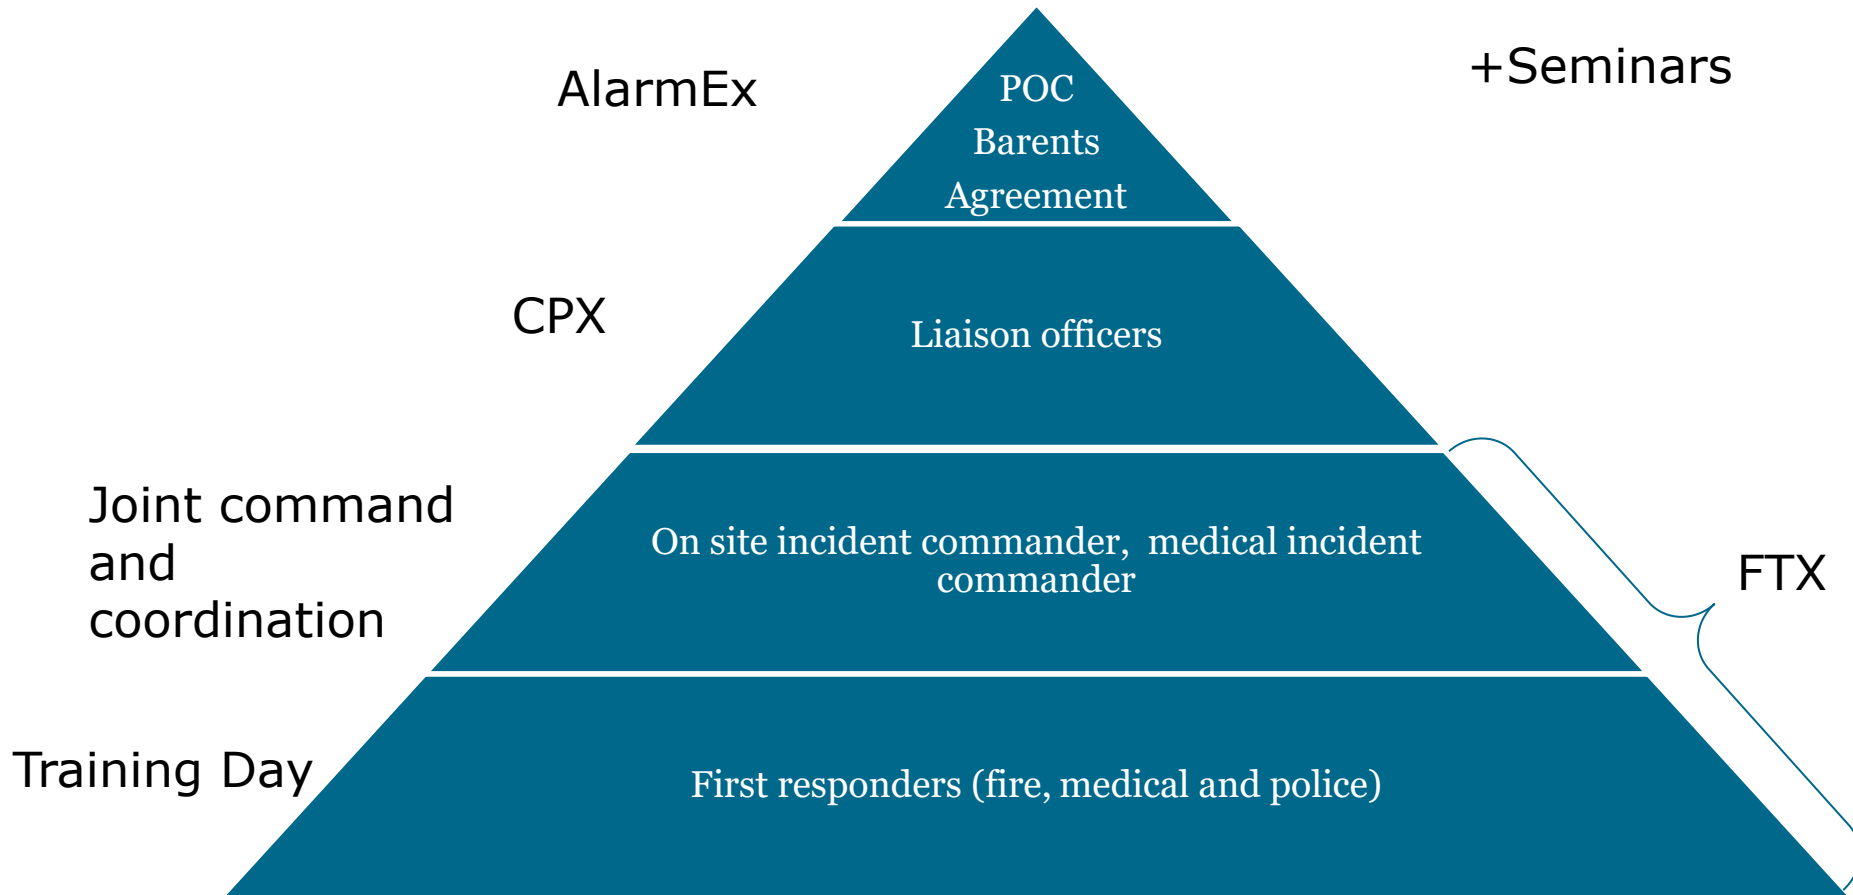 AlarmEx
POC
Barents
Agreement
+Seminars
CPX
Liaison officers
Joint command
and
coordination
On site incident commander,  medical incident
commander
FTX
Training Day
First responders (fire, medical and police)